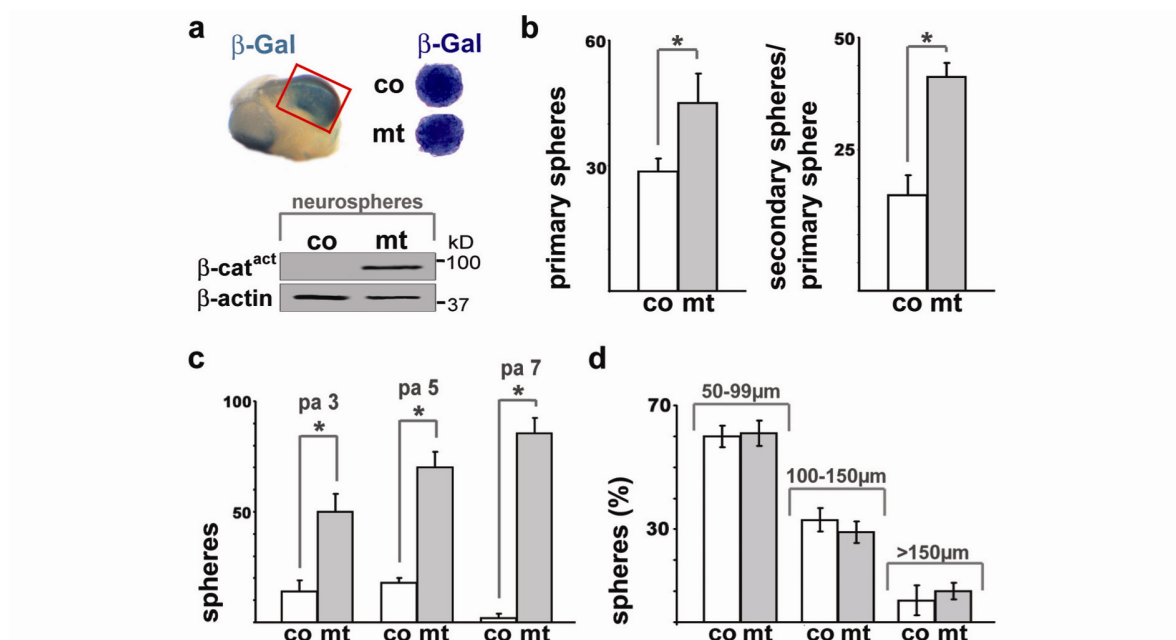 a
β-Gal
β-Gal
co
mt
neurospheres
co mt kD
β-catact
100
β-actin
37
b
primary spheres
60
30
*
co mt
secondary spheres/
primary sphere
50
25
*
co mt
c
spheres
100
50
pa 3
*
pa 5
*
pa 7
*
co mt co mt co mt
d
spheres (%)
70
30
50-99µm
100-150µm
>150µm
co mt co mt co mt